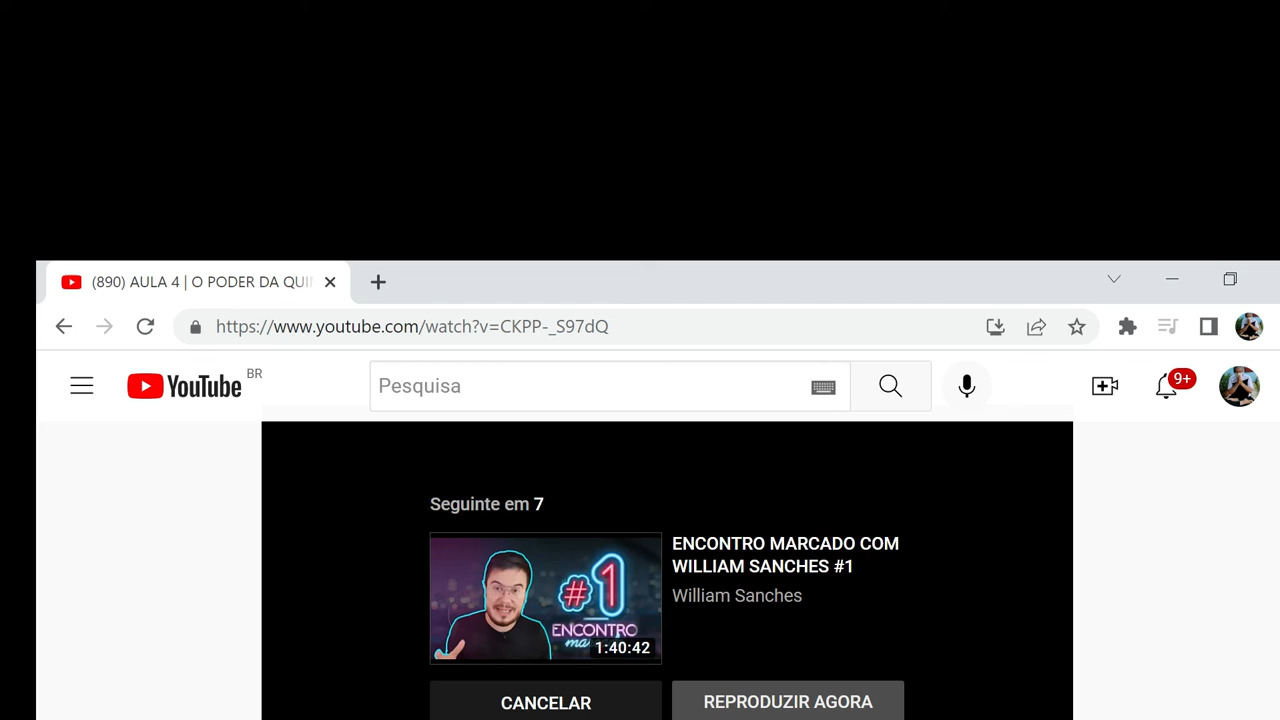 (890) AULA 4 | O PODER DA QUI
https://www.youtube.com/watch?v=CKPP-_S97dQ
YouTube BR
Pesquisa
9+
Seguinte em 7
ENCONTRO MARCADO COM
WILLIAM SANCHES #1
William Sanches
#1
ENCONTRO
1:40:42
CANCELAR
REPRODUZIR AGORA